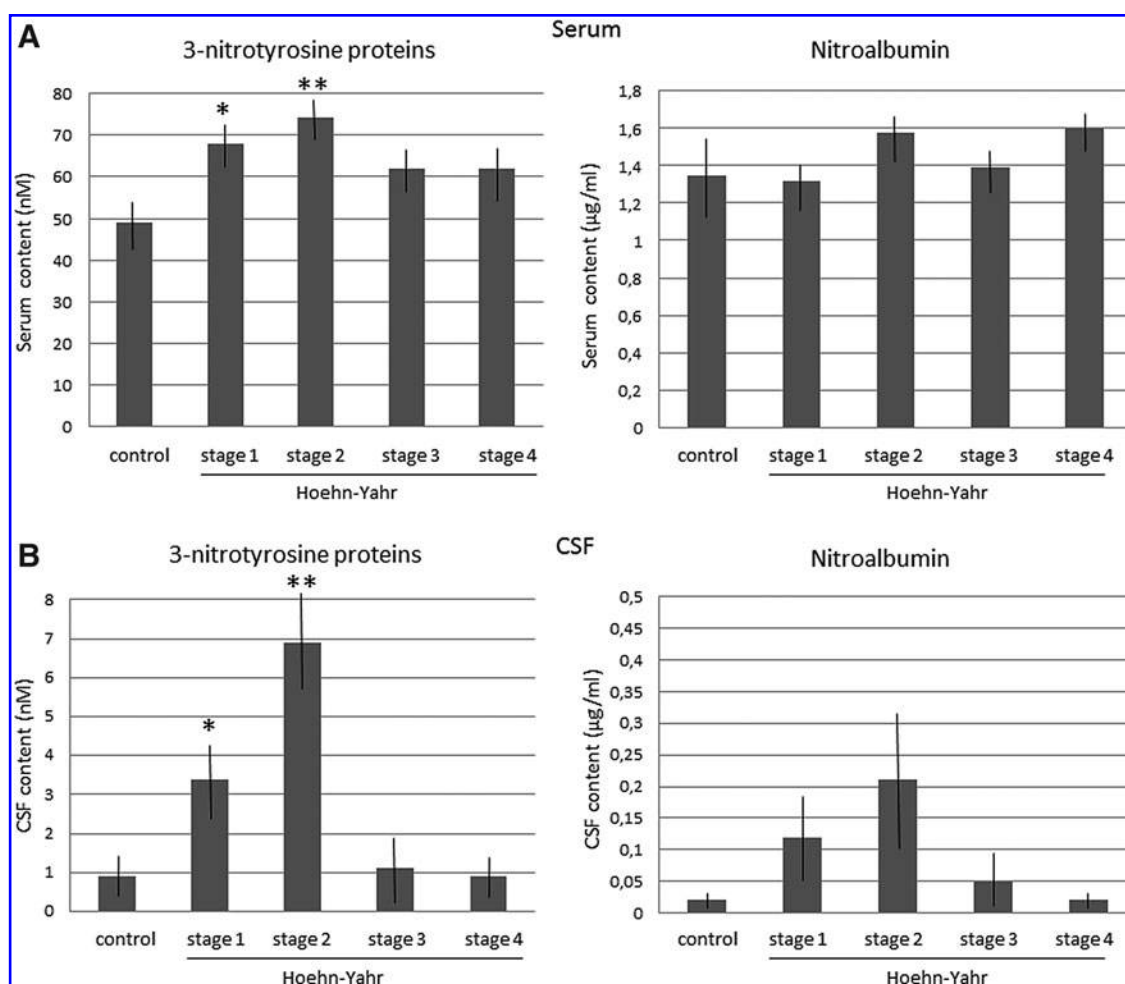 A
Serum
3-nitrotyrosine proteins
Nitroalbumin
Serum content (nM)
80
70
60
50
40
30
20
10
0
*
**
control
stage 1
stage 2
stage 3
stage 4
Hoehn-Yahr
Serum content (µg/ml)
1,8
1,6
1,4
1,2
1
0,8
0,6
0,4
0,2
0
control
stage 1
stage 2
stage 3
stage 4
Hoehn-Yahr
B
CSF
3-nitrotyrosine proteins
Nitroalbumin
CSF content (nM)
8
7
6
5
4
3
2
1
0
*
**
control
stage 1
stage 2
stage 3
stage 4
Hoehn-Yahr
CSF content (µg/ml)
0,5
0,45
0,4
0,35
0,3
0,25
0,2
0,15
0,1
0,05
0
control
stage 1
stage 2
stage 3
stage 4
Hoehn-Yahr